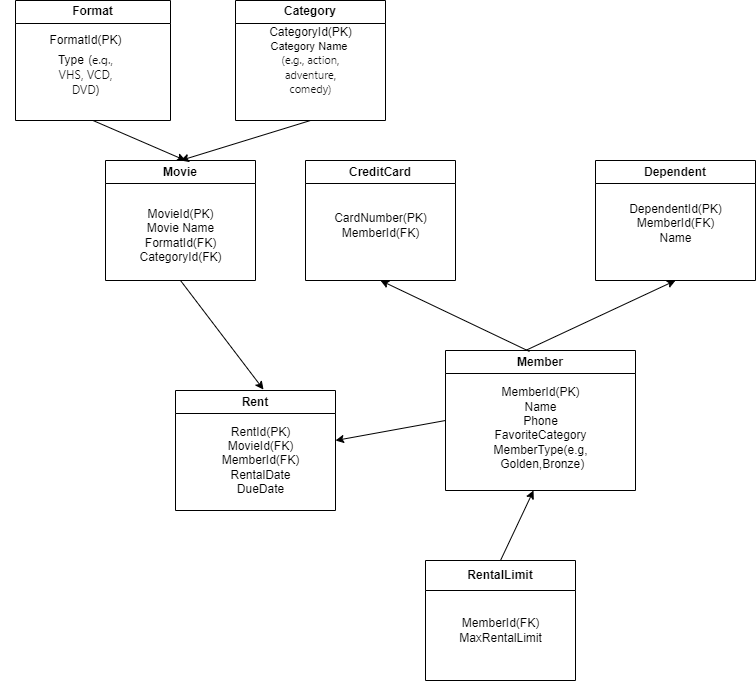 Format
FormatId(PK)
Type (e.q.,
VHS, VCD,
DVD)
Category
CategoryId(PK)
Category Name
(e.g., action,
adventure,
comedy)
Movie
MovieId(PK)
Movie Name
FormatId(FK)
CategoryId(FK)
CreditCard
CardNumber(PK)
MemberId(FK)
Dependent
DependentId(PK)
MemberId(FK)
Name
Member
MemberId(PK)
Name
Phone
FavoriteCategory
MemberType(e.g,
Golden,Bronze)
Rent
RentId(PK)
MovieId(FK)
MemberId(FK)
RentalDate
DueDate
RentalLimit
MemberId(FK)
MaxRentalLimit